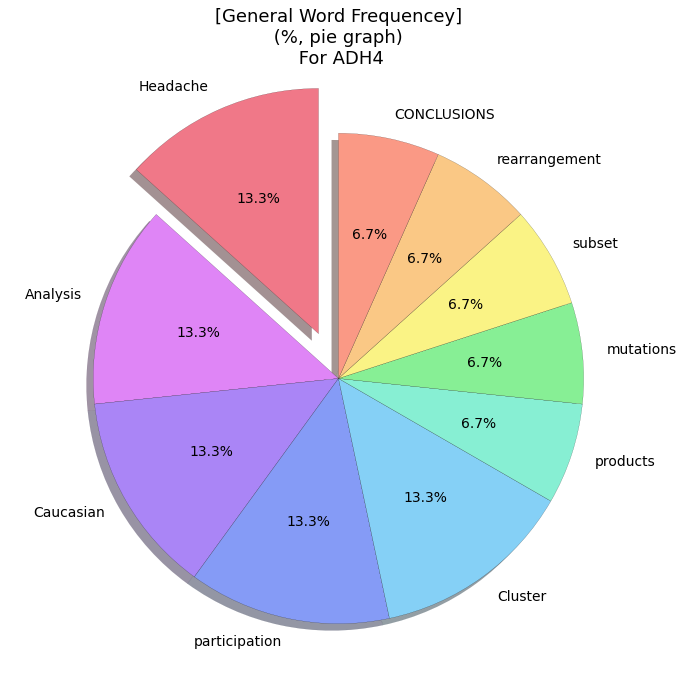 [General Word Frequencey]
(%, pie graph)
For ADH4
Headache
13.3%
CONCLUSIONS
6.7%
rearrangement
6.7%
subset
6.7%
mutations
6.7%
products
6.7%
Cluster
13.3%
participation
13.3%
Caucasian
13.3%
Analysis
13.3%